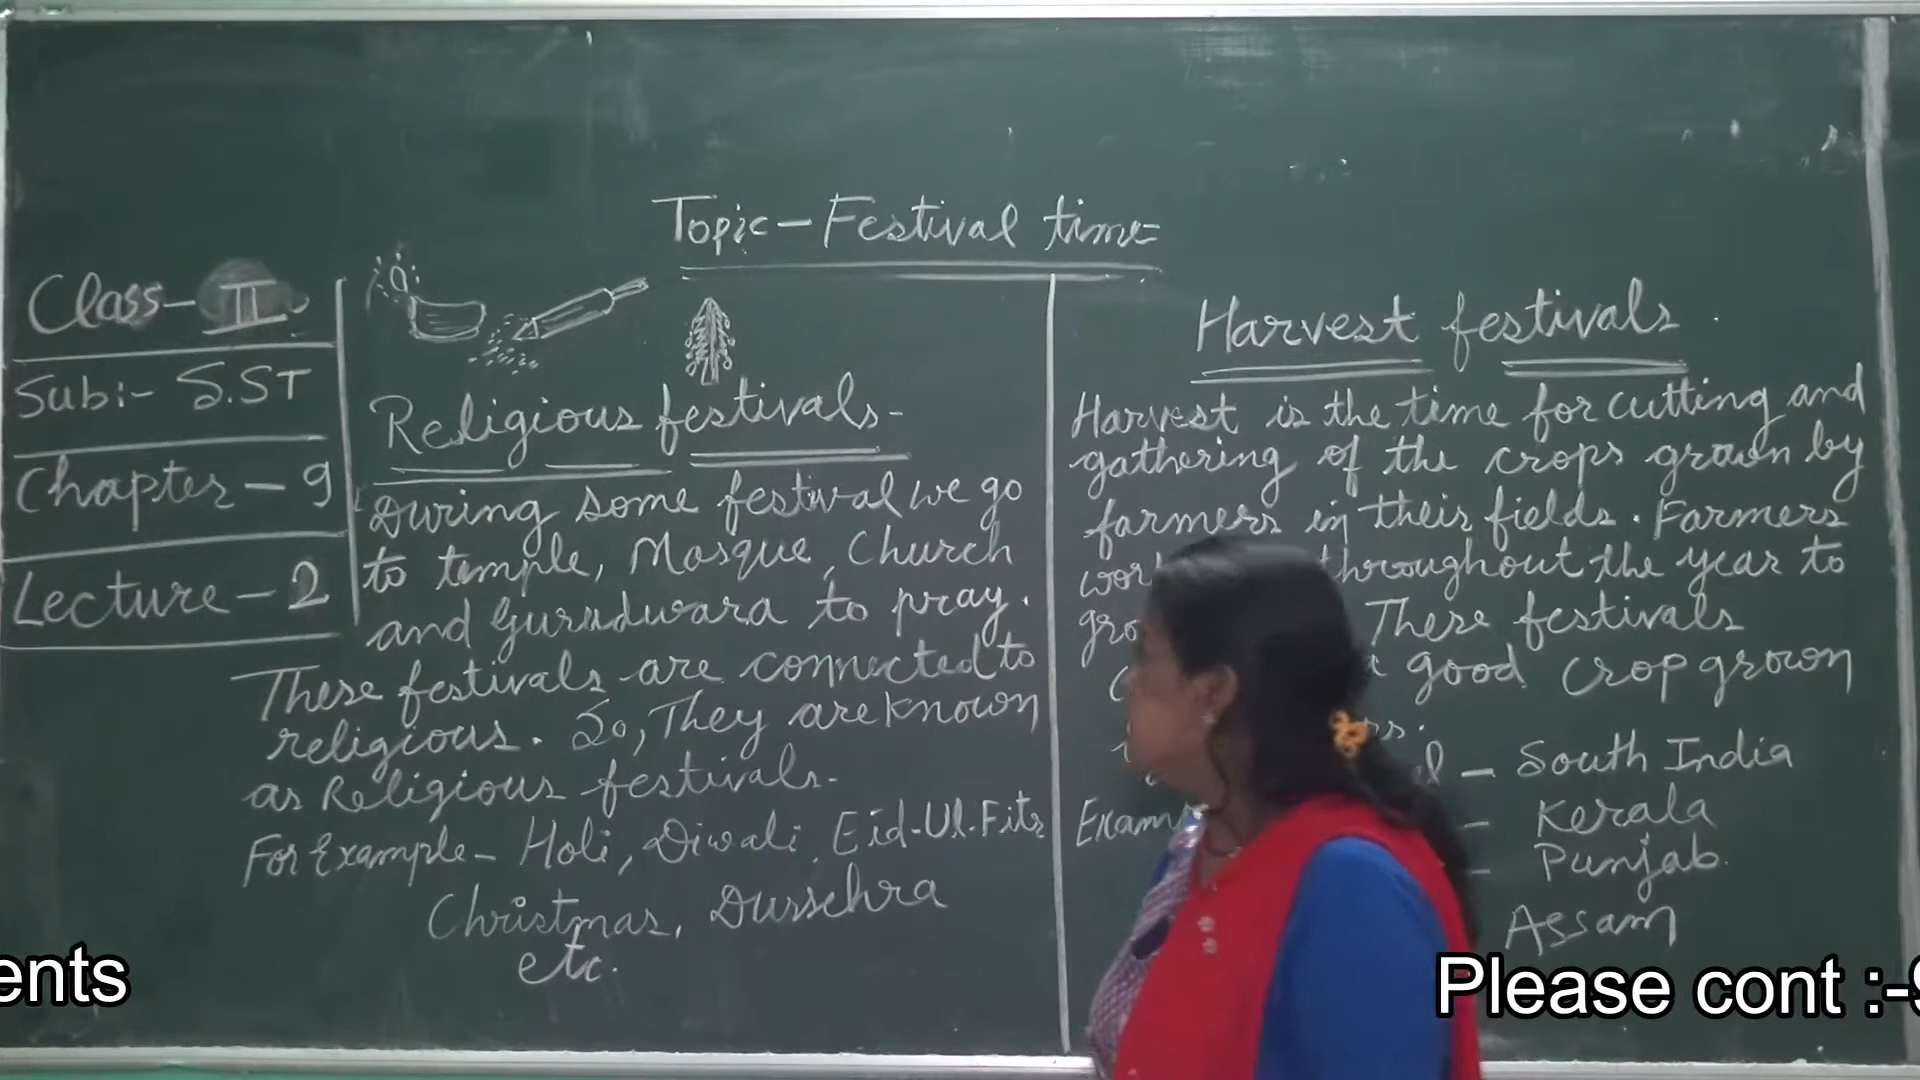 Topic - Festival time
Class - II
Sub:- S.ST
Chapter - 9
Lecture - 2
Religious festivals -
During some festival we go
to temple, Mosque, Church
and Gurudwara to pray.
These festivals are connected to
religious. So, They are known
as Religious festivals.
For Example - Holi, Diwali, Eid-Ul-Fitr
Christmas, Dussehra
etc.
Harvest festivals
Harvest is the time for cutting and
gathering of the crops grown by
farmers in their fields. Farmers
throughout the year to
These festivals
good crop grown
- South India
- Kerala
- Punjab.
Assam
ents
Please cont :-9